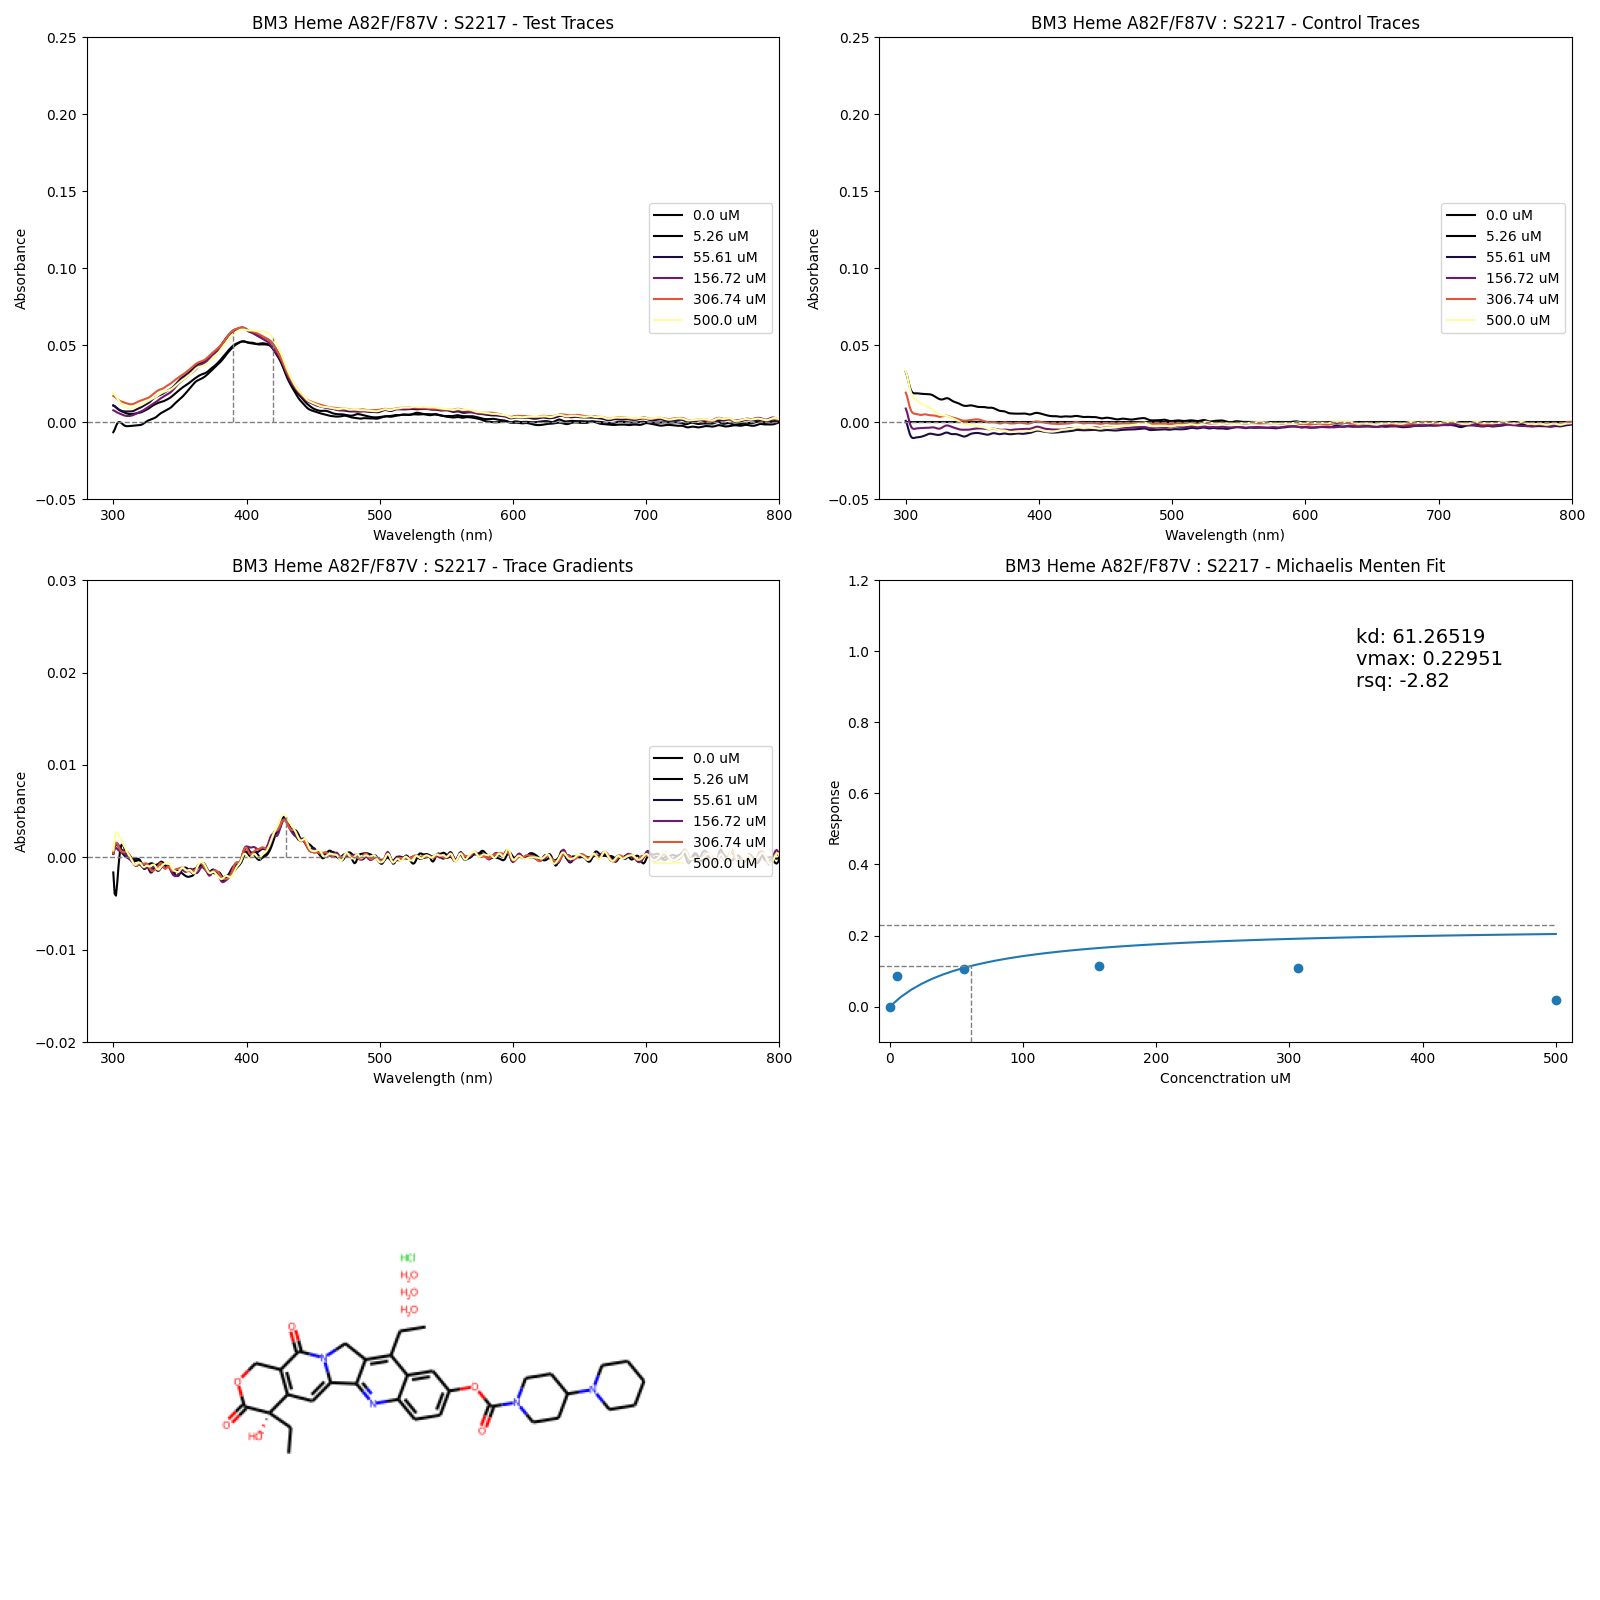 BM3 Heme A82F/F87V : S2217 - Test Traces
0.25
0.20
0.15
0.10
0.05
0.00
−0.05
Absorbance
300
400
500
600
700
800
Wavelength (nm)
0.0 uM
5.26 uM
55.61 uM
156.72 uM
306.74 uM
500.0 uM
BM3 Heme A82F/F87V : S2217 - Control Traces
0.25
0.20
0.15
0.10
0.05
0.00
−0.05
Absorbance
300
400
500
600
700
800
Wavelength (nm)
0.0 uM
5.26 uM
55.61 uM
156.72 uM
306.74 uM
500.0 uM
BM3 Heme A82F/F87V : S2217 - Trace Gradients
0.03
0.02
0.01
0.00
−0.01
−0.02
Absorbance
300
400
500
600
700
800
Wavelength (nm)
0.0 uM
5.26 uM
55.61 uM
156.72 uM
306.74 uM
500.0 uM
BM3 Heme A82F/F87V : S2217 - Michaelis Menten Fit
1.2
1.0
0.8
0.6
0.4
0.2
0.0
Response
kd: 61.26519
vmax: 0.22951
rsq: -2.82
0
100
200
300
400
500
Concenctration uM
HCl
H2O
H2O
H2O
O
N
O
O
HO
N
O
O
N
N